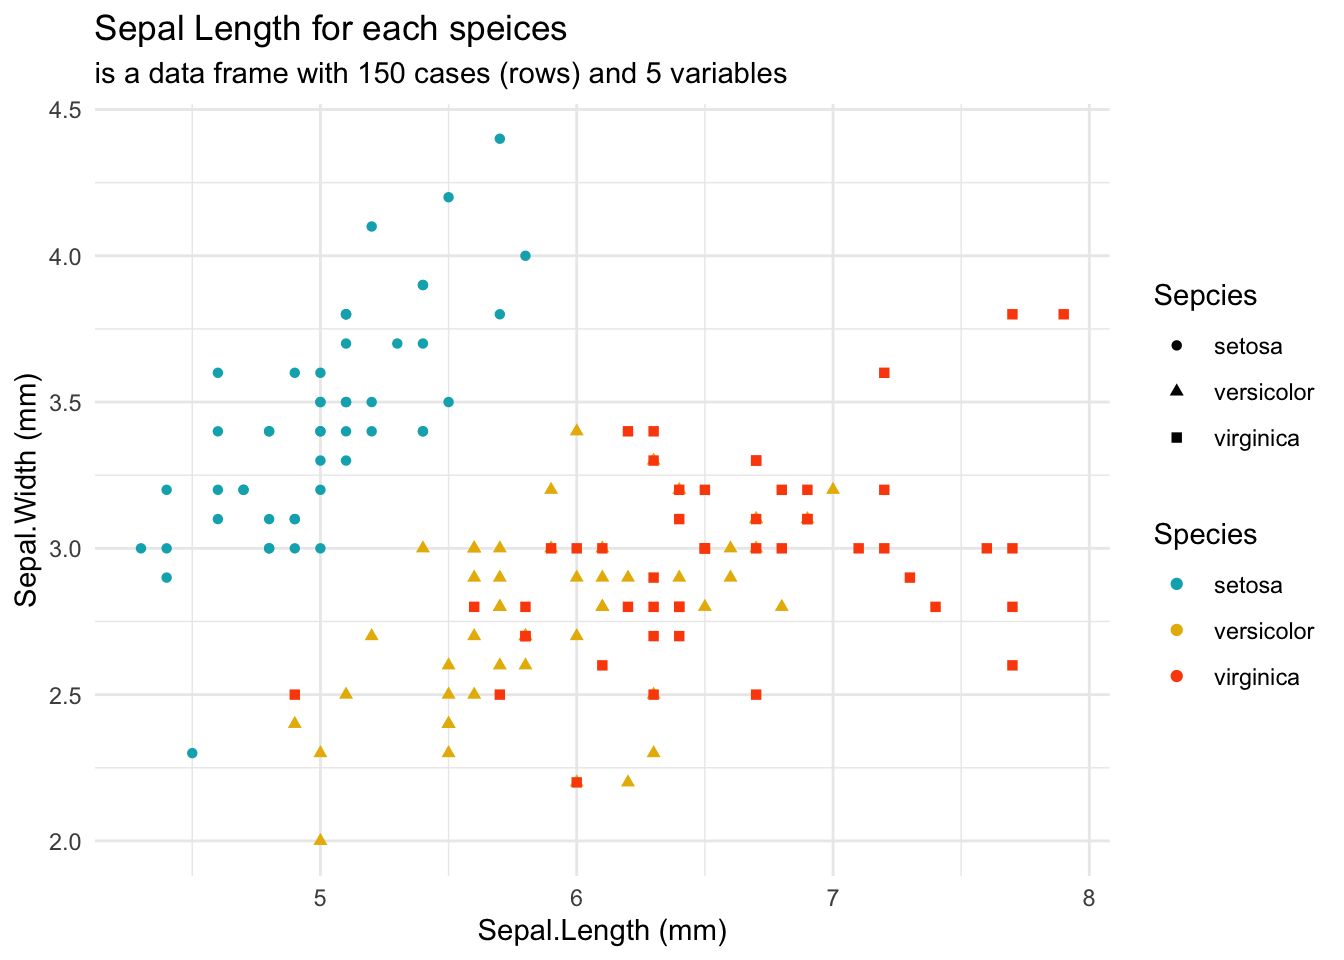 Sepal Length for each speices
is a data frame with 150 cases (rows) and 5 variables
4.5
4.0
3.5
3.0
2.5
2.0
Sepal.Width (mm)
5 6 7 8
Sepal.Length (mm)
Sepcies
setosa
versicolor
virginica
Species
setosa
versicolor
virginica